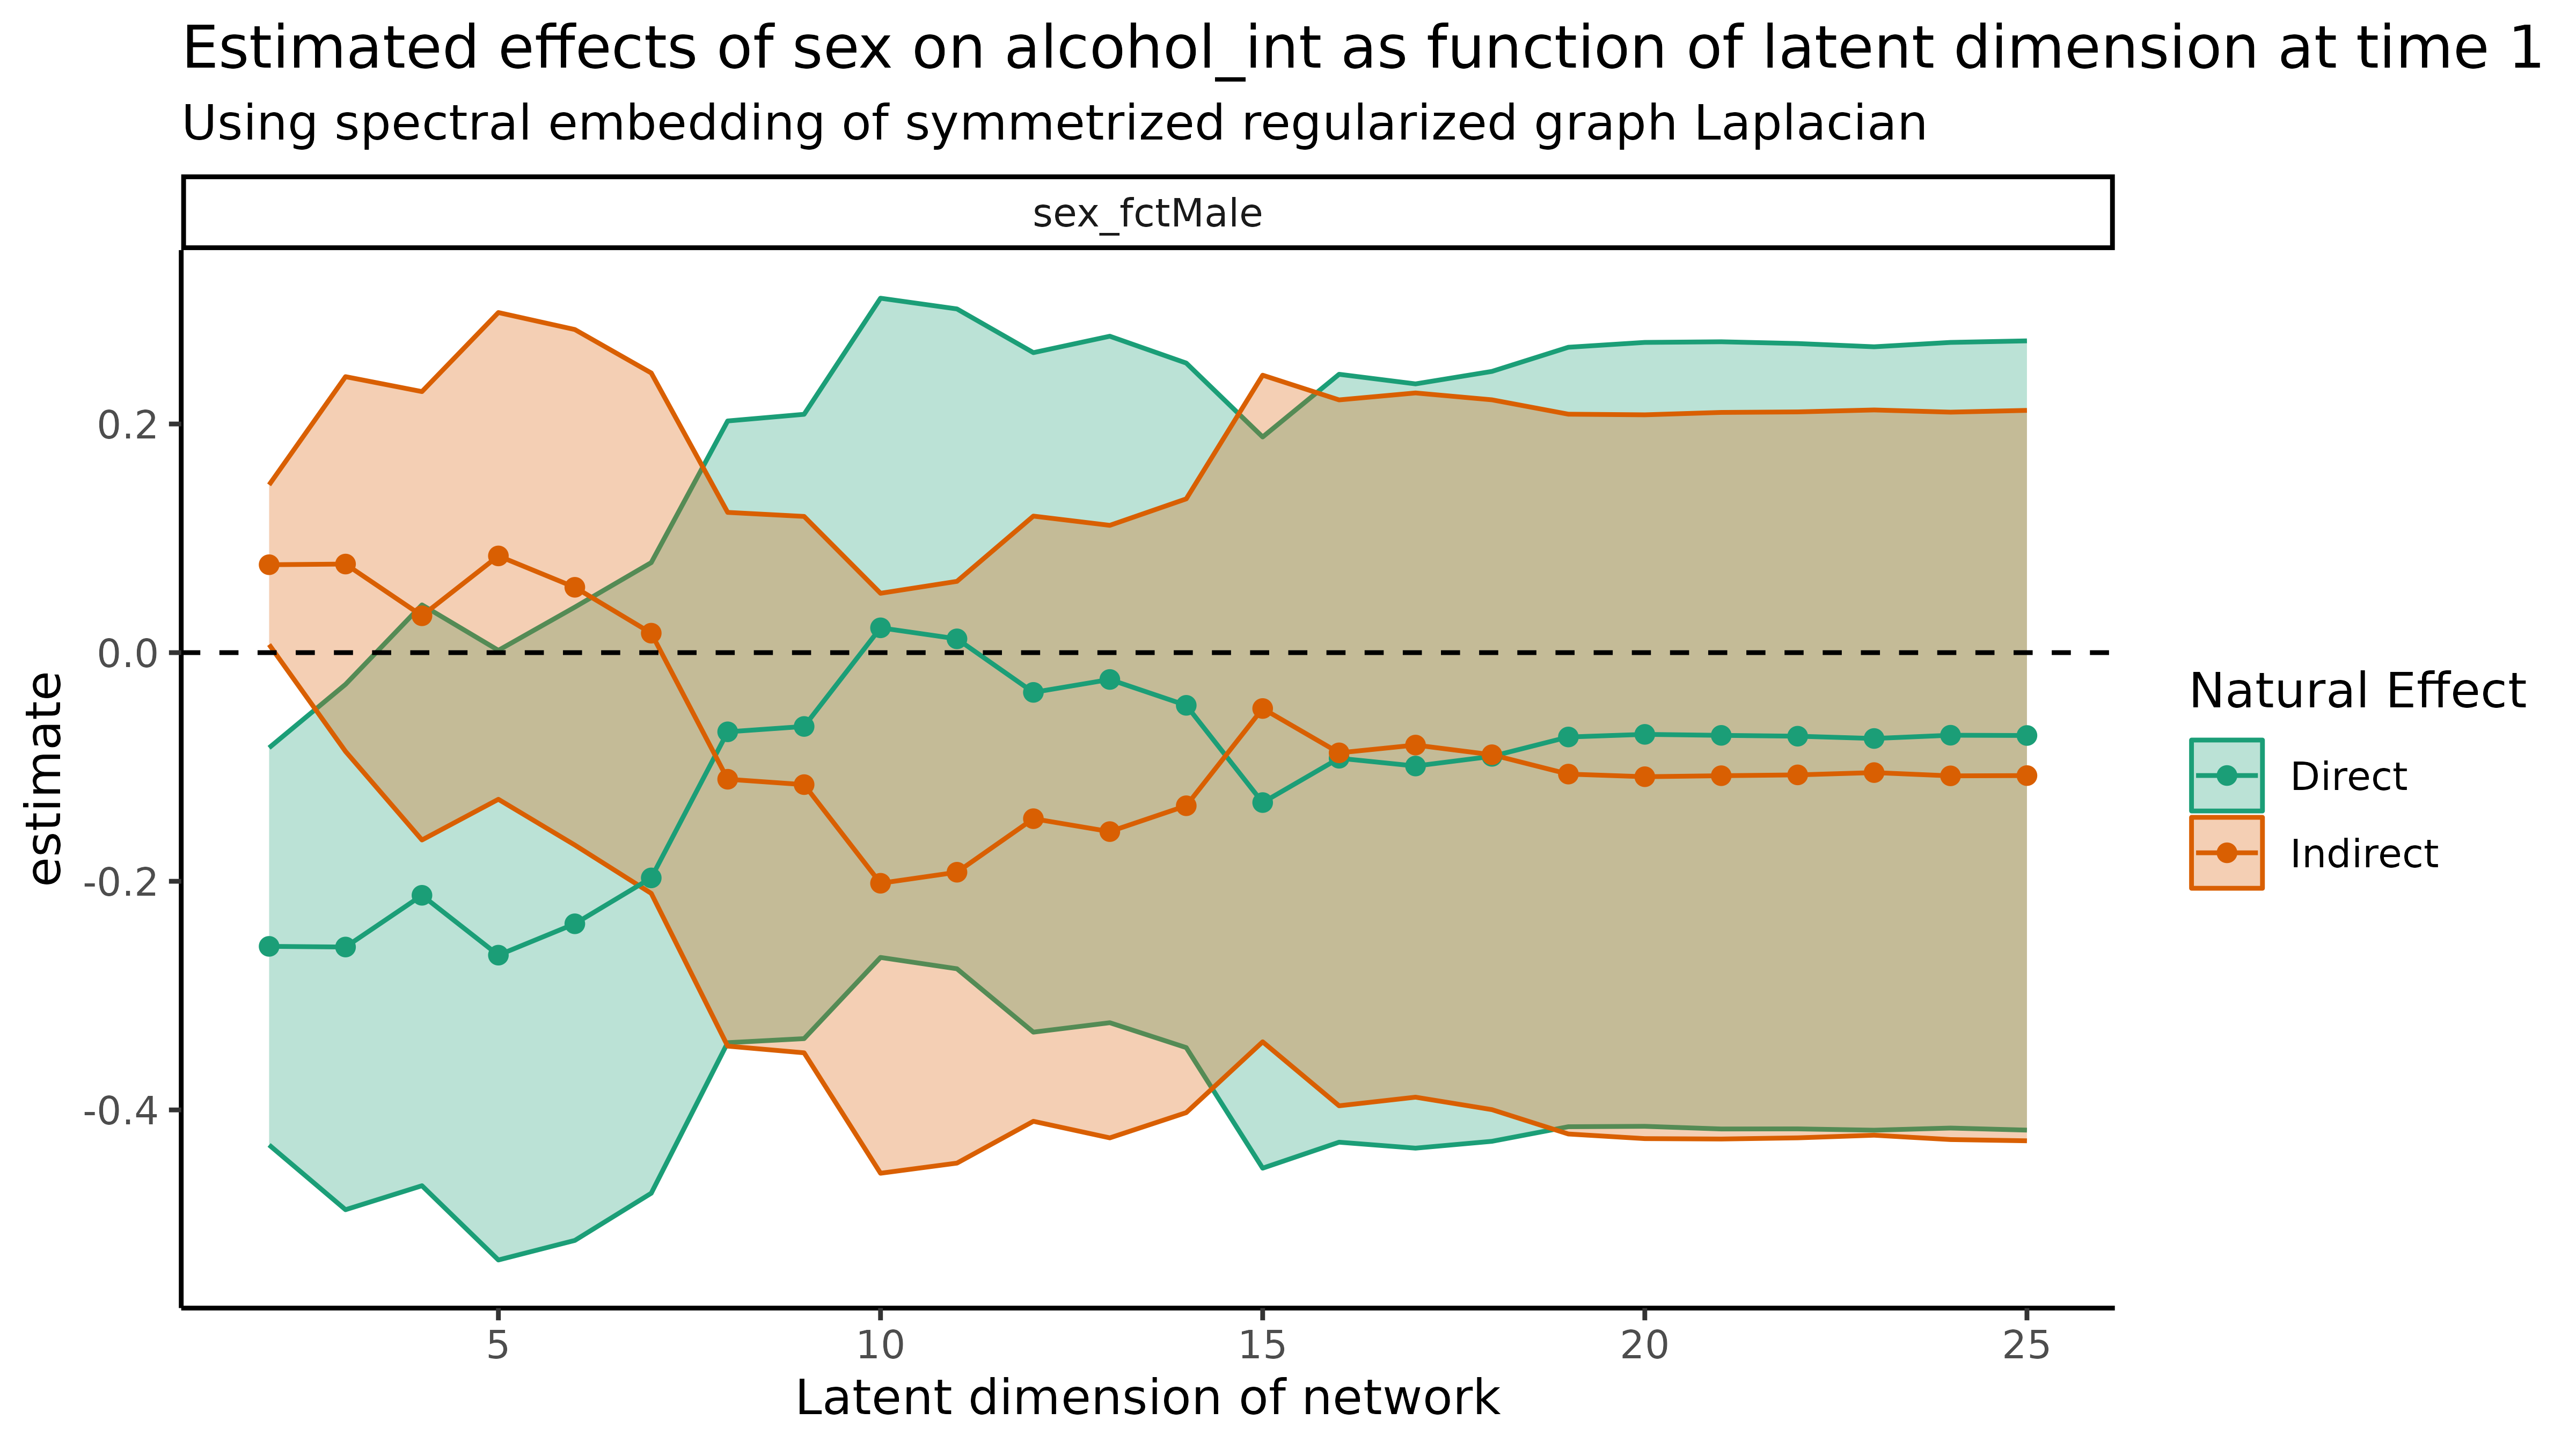 Estimated effects of sex on alcohol_int as function of latent dimension at time 1
Using spectral embedding of symmetrized regularized graph Laplacian
sex_fctMale
0.2
0.0
-0.2
-0.4
estimate
5 10 15 20 25
Latent dimension of network
Natural Effect
Direct
Indirect